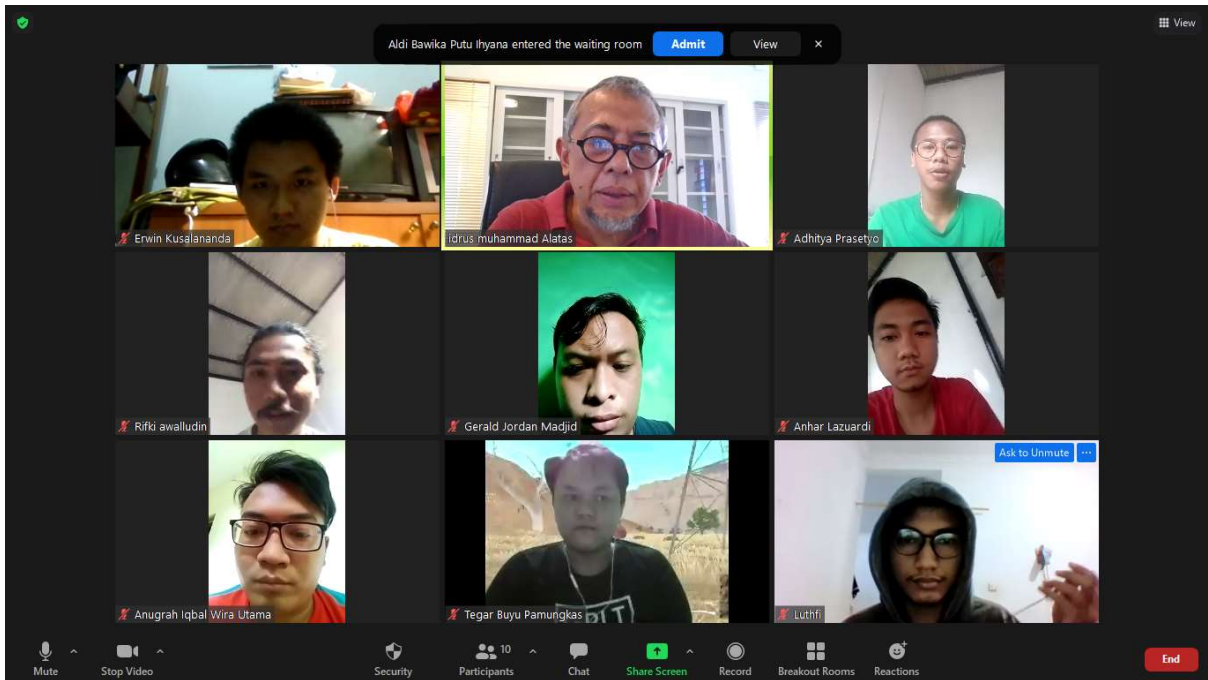 View
Aldi Bawika Putu Ihyana entered the waiting room Admit View ×
Erwin Kusalananda
idrus muhammad Alatas
Adhitya Prasetyo
Rifki awalludin
Gerald Jordan Madjid
Anhar Lazuardi
Ask to Unmute ...
Anugrah Iqbal Wira Utama
Tegar Buyu Pamungkas
Luthfi
10
Mute Stop Video Security Participants Chat Share Screen Record Breakout Rooms Reactions End